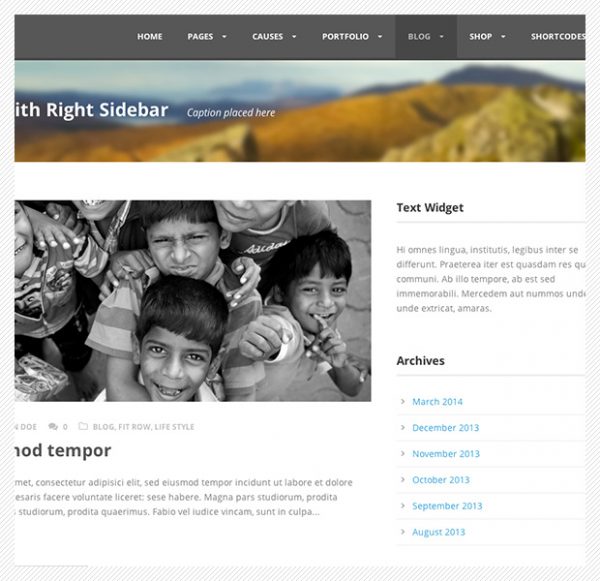 HOME PAGES CAUSES PORTFOLIO BLOG SHOP SHORTCODES
ith Right Sidebar Caption placed here
adidas
Text Widget
Hi omnes lingua, institutis, legibus inter se
differunt. Praeterea iter est quasdam res qu
communi. Ab illo tempore, ab est sed
immemorabili. Mercedem aut nummos unde
unde extricat, amaras.
Archives
March 2014
December 2013
November 2013
October 2013
September 2013
August 2013
N DOE 0 BLOG, FIT ROW, LIFE STYLE
mod tempor
met, consectetur adipisici elit, sed eiusmod tempor incidunt ut labore et dolore
esaris facere voluntate liceret: sese habere. Magna pars studiorum, prodita
s studiorum, prodita quaerimus. Fabio vel iudice vincam, sunt in culpa...